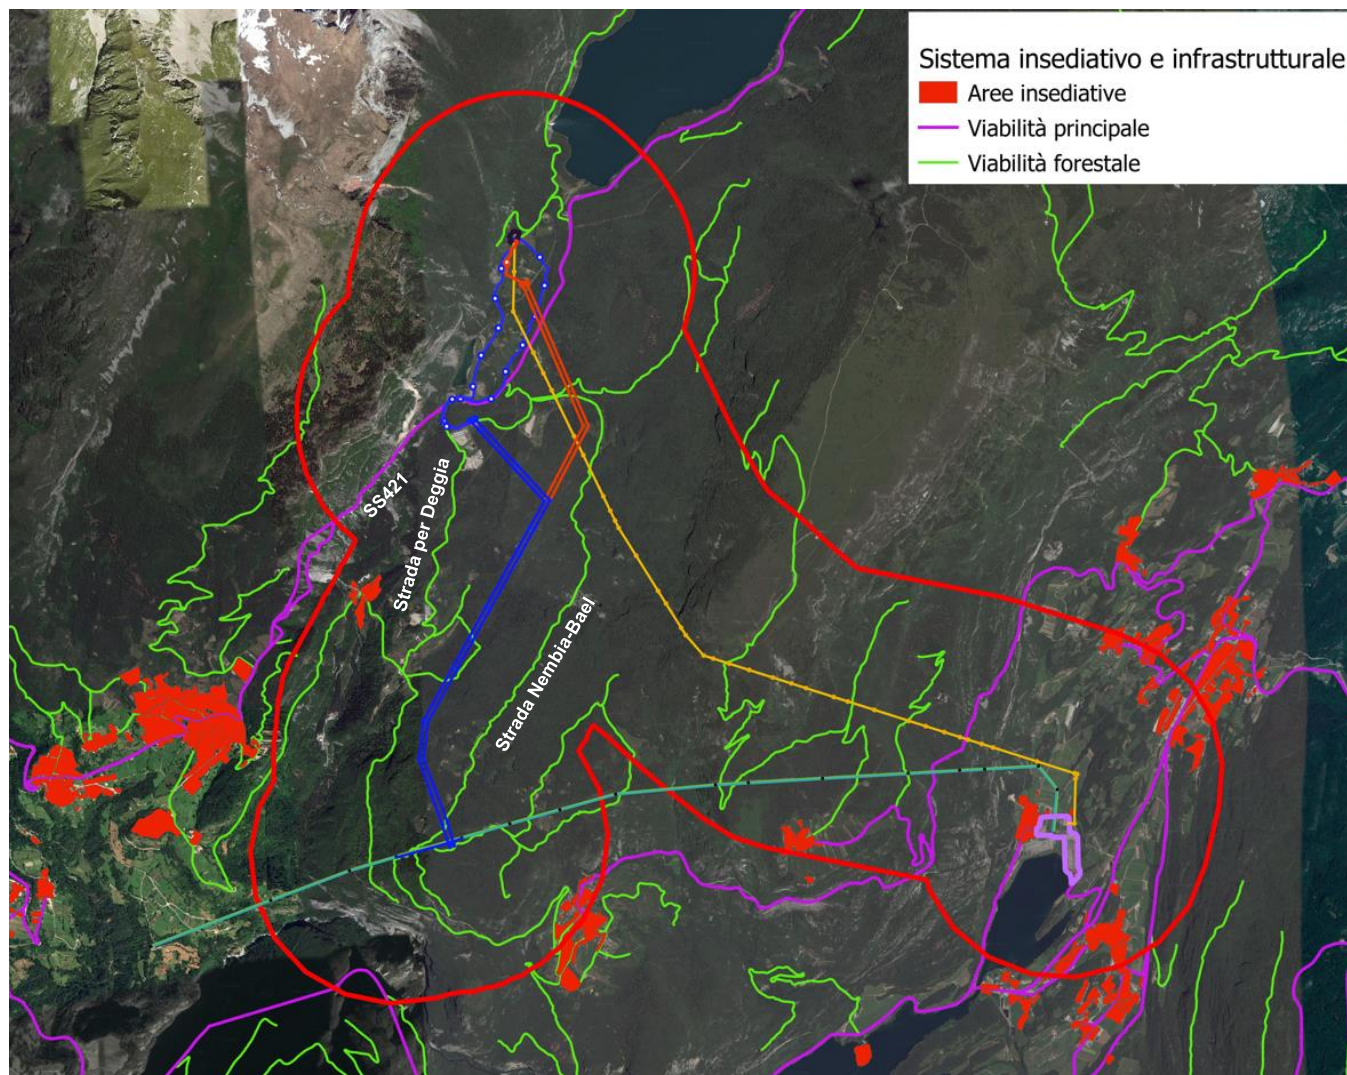 Sistema insediativo e infrastrutturale
Aree insediative
Viabilità principale
Viabilità forestale
SS421
Strada per Deggia
Strada Nembia-Bael